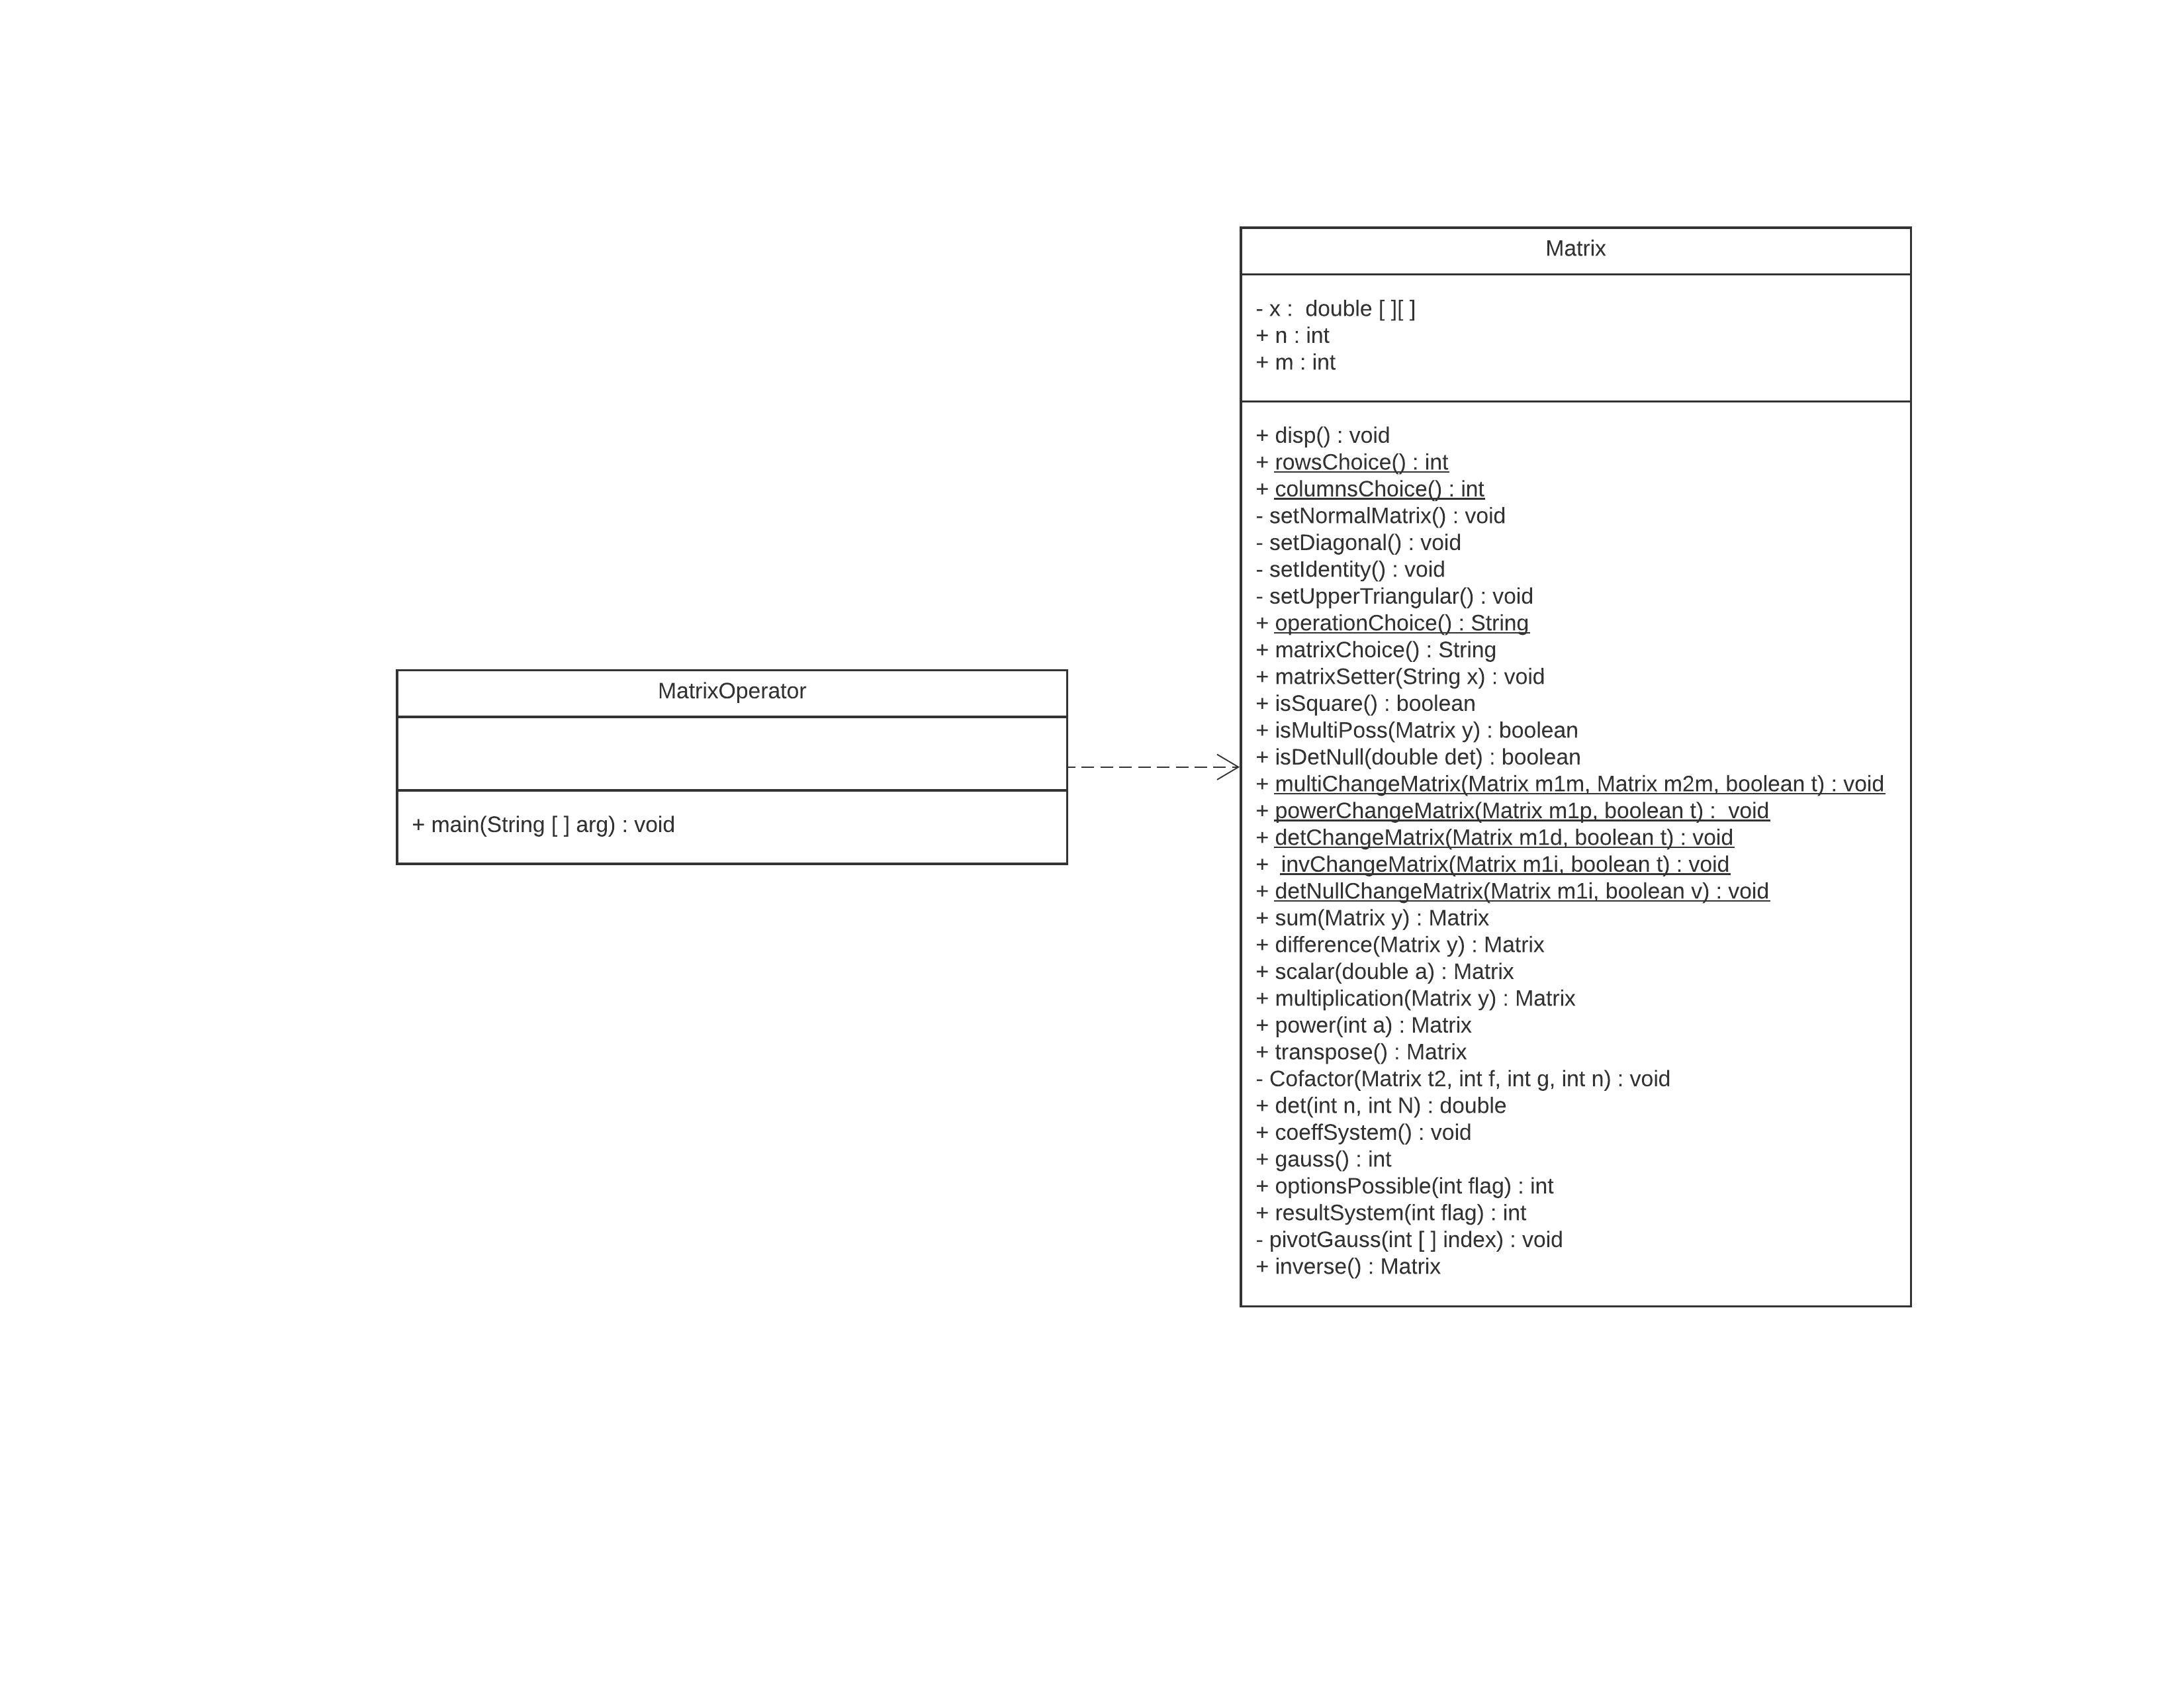 Matrix
- x :  double [ ][ ]
+ n : int
+ m : int
+ disp() : void
+ rowsChoice() : int
+ columnsChoice() : int
- setNormalMatrix() : void
- setDiagonal() : void
- setIdentity() : void
- setUpperTriangular() : void
+ operationChoice() : String
+ matrixChoice() : String
+ matrixSetter(String x) : void
+ isSquare() : boolean
+ isMultiPoss(Matrix y) : boolean
+ isDetNull(double det) : boolean
+ multiChangeMatrix(Matrix m1m, Matrix m2m, boolean t) : void
+ powerChangeMatrix(Matrix m1p, boolean t) :  void
+ detChangeMatrix(Matrix m1d, boolean t) : void
+  invChangeMatrix(Matrix m1i, boolean t) : void
+ detNullChangeMatrix(Matrix m1i, boolean v) : void
+ sum(Matrix y) : Matrix
+ difference(Matrix y) : Matrix
+ scalar(double a) : Matrix
+ multiplication(Matrix y) : Matrix
+ power(int a) : Matrix
+ transpose() : Matrix
- Cofactor(Matrix t2, int f, int g, int n) : void
+ det(int n, int N) : double
+ coeffSystem() : void
+ gauss() : int
+ optionsPossible(int flag) : int
+ resultSystem(int flag) : int
- pivotGauss(int [ ] index) : void
+ inverse() : Matrix
MatrixOperator
+ main(String [ ] arg) : void